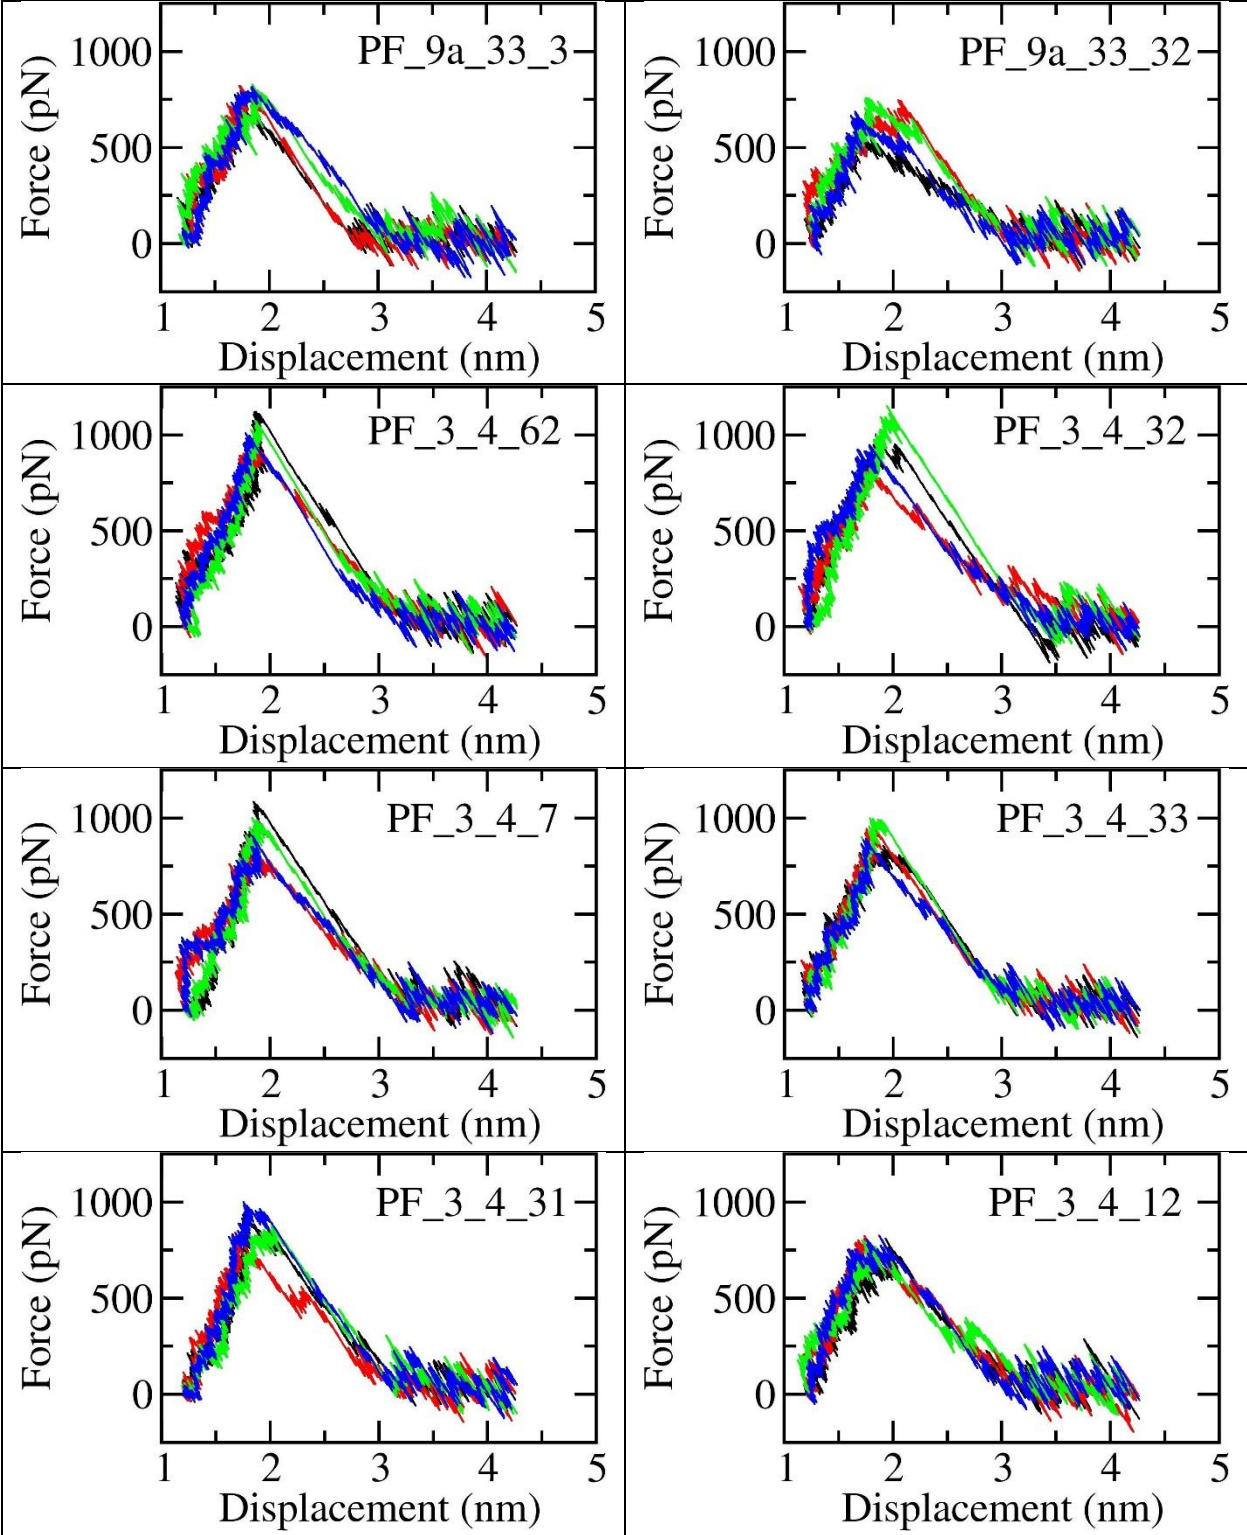 PF_9a_33_3
Force (pN)
1000
500
0
1 2 3 4 5
Displacement (nm)
PF_9a_33_32
Force (pN)
1000
500
0
1 2 3 4 5
Displacement (nm)
PF_3_4_62
Force (pN)
1000
500
0
1 2 3 4 5
Displacement (nm)
PF_3_4_32
Force (pN)
1000
500
0
1 2 3 4 5
Displacement (nm)
PF_3_4_7
Force (pN)
1000
500
0
1 2 3 4 5
Displacement (nm)
PF_3_4_33
Force (pN)
1000
500
0
1 2 3 4 5
Displacement (nm)
PF_3_4_31
Force (pN)
1000
500
0
1 2 3 4 5
Displacement (nm)
PF_3_4_12
Force (pN)
1000
500
0
1 2 3 4 5
Displacement (nm)